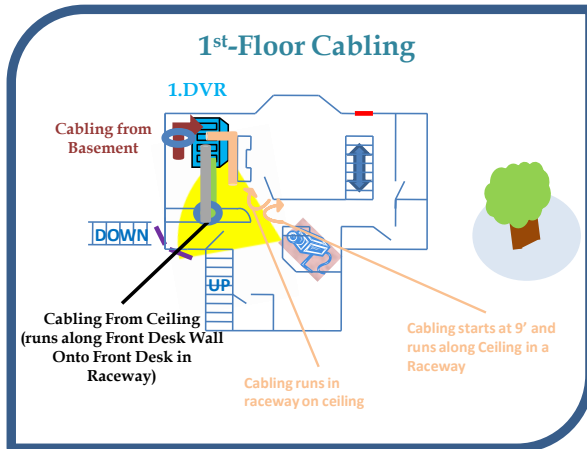 1st-Floor Cabling
1.DVR
Cabling from
Basement
DOWN
UP
Cabling From Ceiling
(runs along Front Desk Wall
Onto Front Desk in
Raceway)
Cabling runs in
raceway on ceiling
Cabling starts at 9’ and
runs along Ceiling in a
Raceway